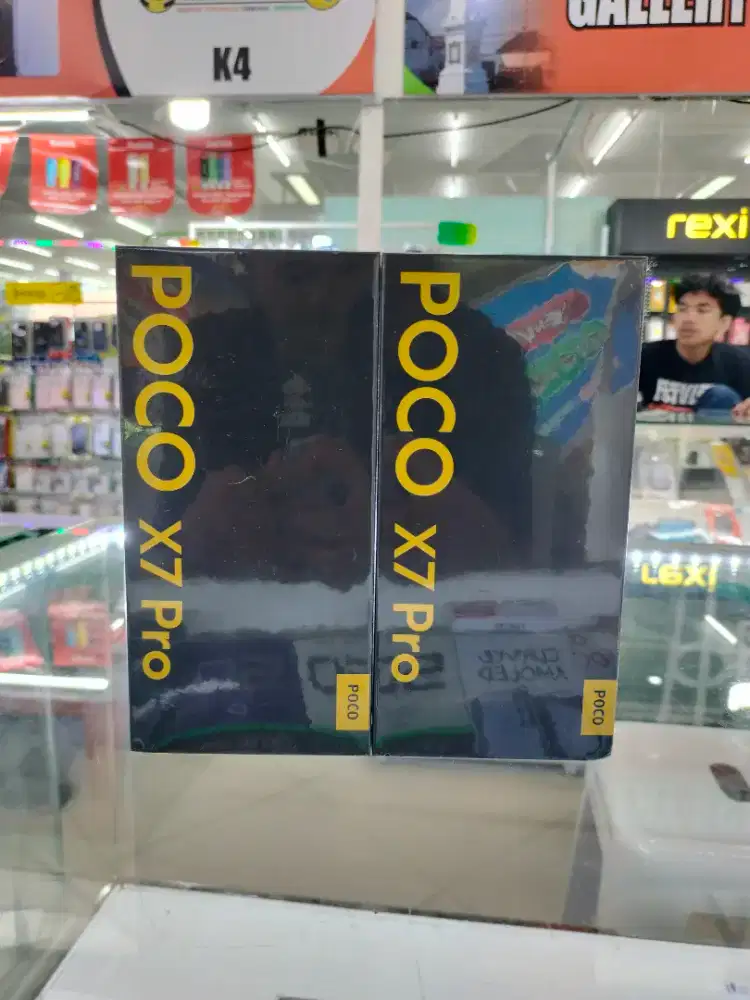 K4
GALLERY
rexi
POCO X7 Pro
POCO
POCO X7 Pro
POCO